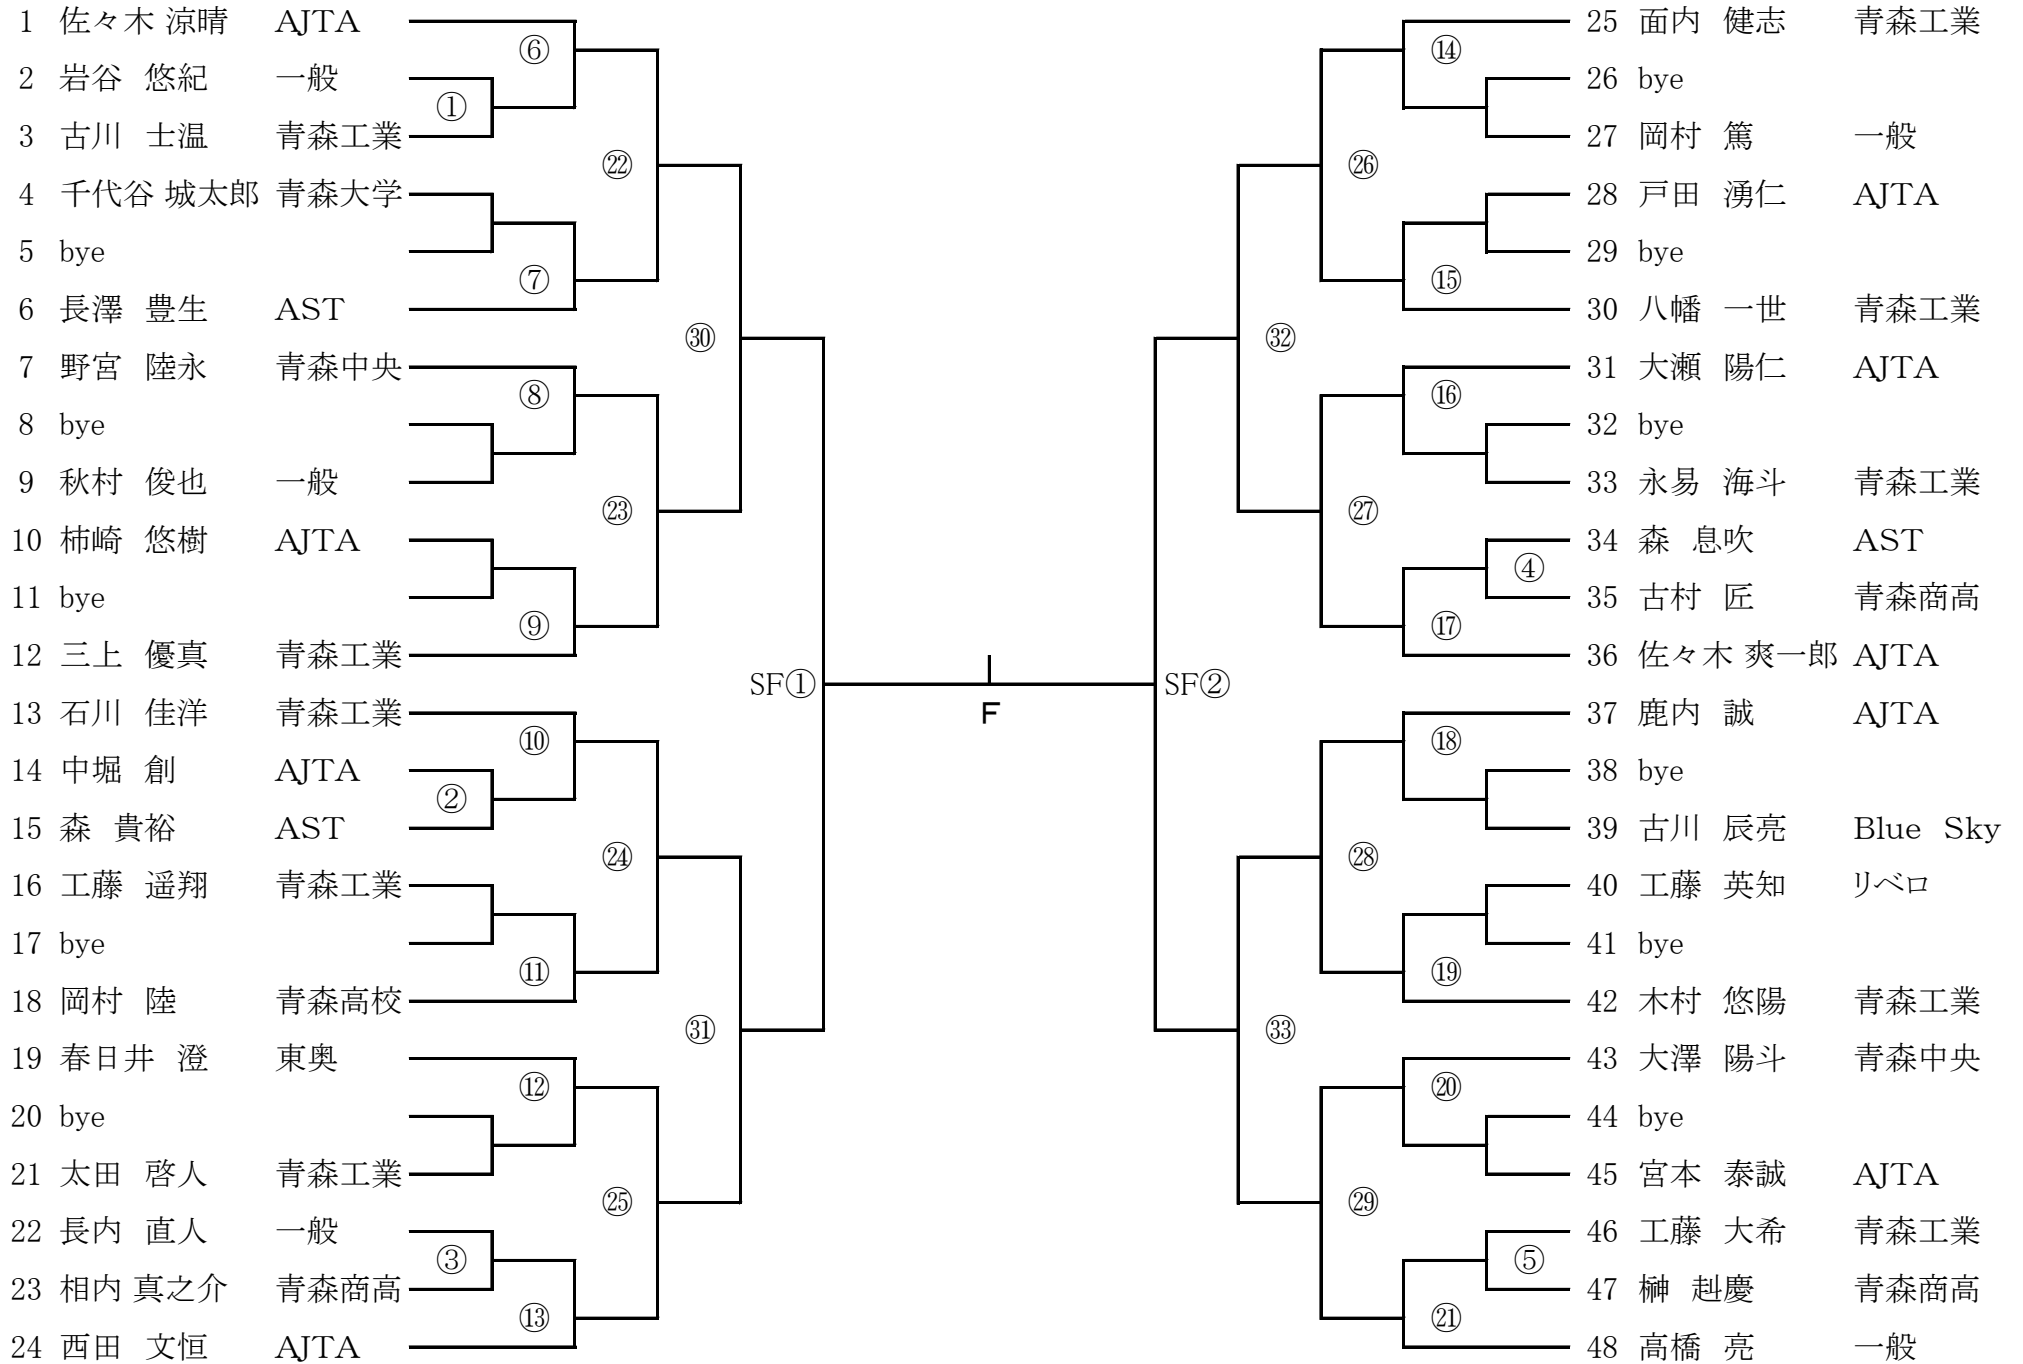 1 佐々木 涼晴 AJTA
⑥
2 岩谷 悠紀 一般
①
3 古川 士温 青森工業
㉒
4 千代谷 城太郎 青森大学
5 bye
⑦
6 長澤 豊生 AST
㉚
7 野宮 陸永 青森中央
⑧
8 bye
9 秋村 俊也 一般
㉓
10 柿崎 悠樹 AJTA
11 bye
⑨
12 三上 優真 青森工業
SF①
13 石川 佳洋 青森工業
⑩
14 中堀 創 AJTA
②
15 森 貴裕 AST
㉔
16 工藤 遥翔 青森工業
17 bye
⑪
18 岡村 陸 青森高校
㉛
19 春日井 澄 東奥
⑫
20 bye
21 太田 啓人 青森工業
㉕
22 長内 直人 一般
③
23 相内 真之介 青森商高
⑬
24 西田 文恒 AJTA
F
25 面内 健志 青森工業
⑭
26 bye
27 岡村 篤 一般
㉖
28 戸田 湧仁 AJTA
29 bye
⑮
30 八幡 一世 青森工業
㉜
31 大瀬 陽仁 AJTA
⑯
32 bye
33 永易 海斗 青森工業
㉗
34 森 息吹 AST
④
35 古村 匠 青森商高
⑰
36 佐々木 爽一郎 AJTA
SF②
37 鹿内 誠 AJTA
⑱
38 bye
39 古川 辰亮 Blue Sky
㉘
40 工藤 英知 リベロ
41 bye
⑲
42 木村 悠陽 青森工業
㉝
43 大澤 陽斗 青森中央
⑳
44 bye
45 宮本 泰誠 AJTA
㉙
46 工藤 大希 青森工業
⑤
47 榊 赳慶 青森商高
㉑
48 高橋 亮 一般